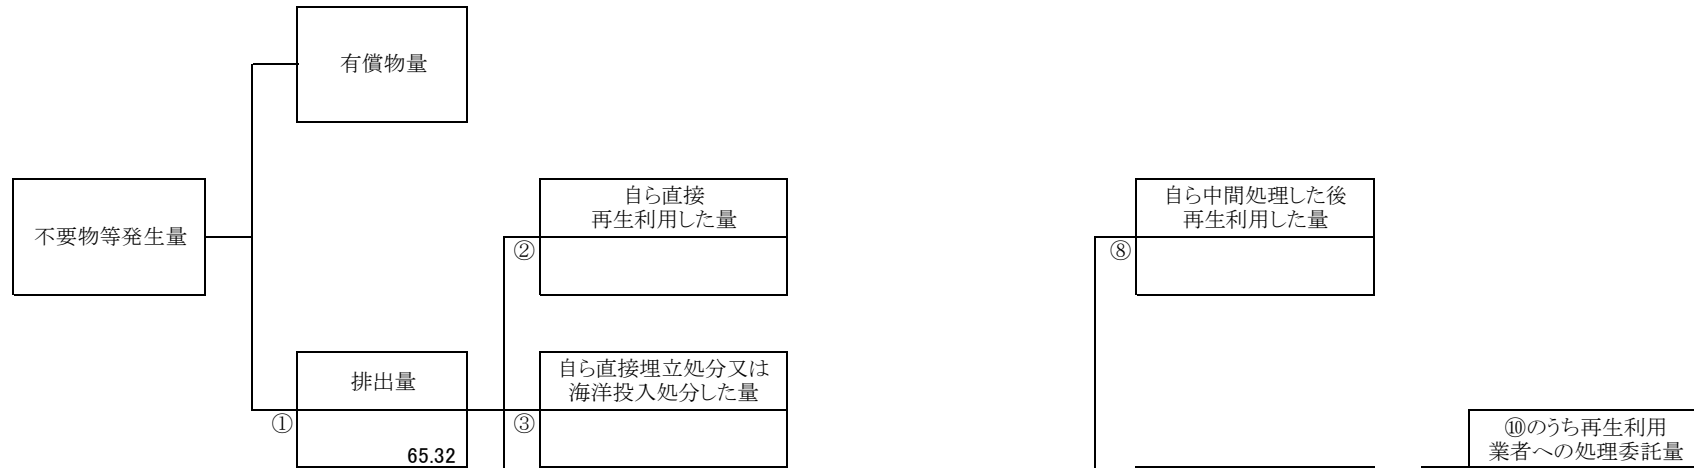 有償物量
不要物等発生量
自ら直接
再生利用した量
②
自ら中間処理した後
再生利用した量
⑧
排出量
①
65.32
自ら直接埋立処分又は
海洋投入処分した量
③
⑩のうち再生利用
業者への処理委託量